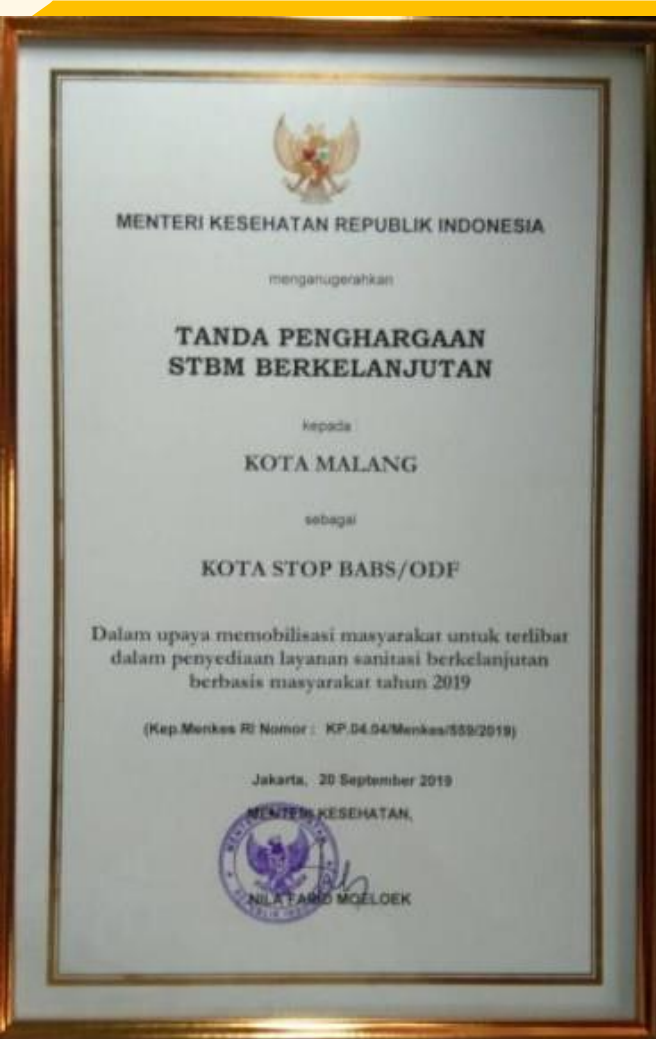 MENTERI KESEHATAN REPUBLIK INDONESIA
menganugerahkan
TANDA PENGHARGAAN
STBM BERKELANJUTAN
kepada
KOTA MALANG
sebagai
KOTA STOP BABS/ODF
Dalam upaya memobilisasi masyarakat untuk terlibat
dalam penyediaan layanan sanitasi berkelanjutan
berbasis masyarakat tahun 2019
(Kep.Menkes RI Nomor : KP.04.04/Menkes/559/2019)
Jakarta, 20 September 2019
MENTERI KESEHATAN,
NILA FARID MOELOEK